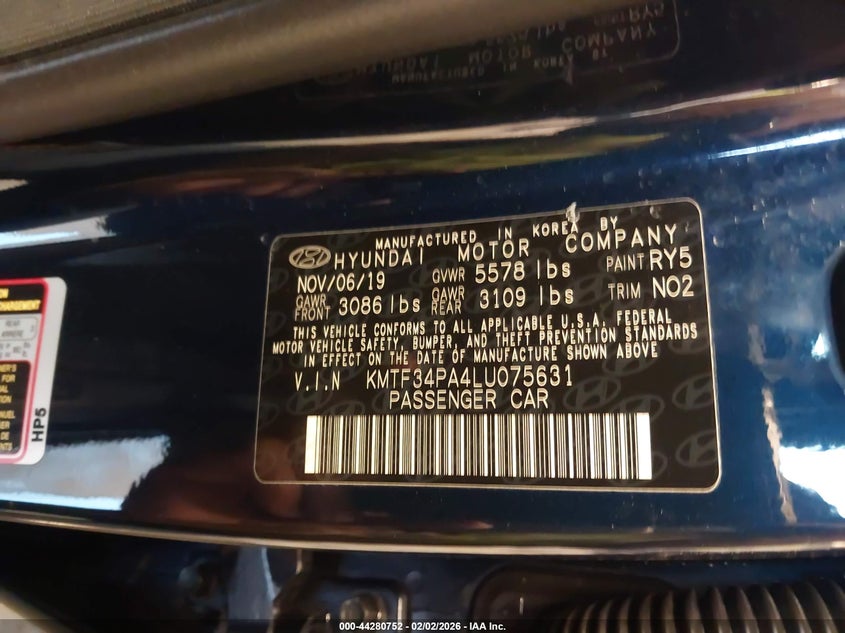 MANUFACTURED IN KOREA BY
HYUNDAI MOTOR COMPANY
NOV/06/19 GVWR 5578 lbs PAINT RY5
GAWR FRONT 3086 lbs GAWR REAR 3109 lbs TRIM NO2
THIS VEHICLE CONFORMS TO ALL APPLICABLE U.S.A. FEDERAL
MOTOR VEHICLE SAFETY, BUMPER, AND THEFT PREVENTION STANDARDS
IN EFFECT ON THE DATE OF MANUFACTURE SHOWN ABOVE
V.I.N KMTF34PA4LU075631
PASSENGER CAR
HP5
000-44280752 - 02/02/2026 - IAA Inc.